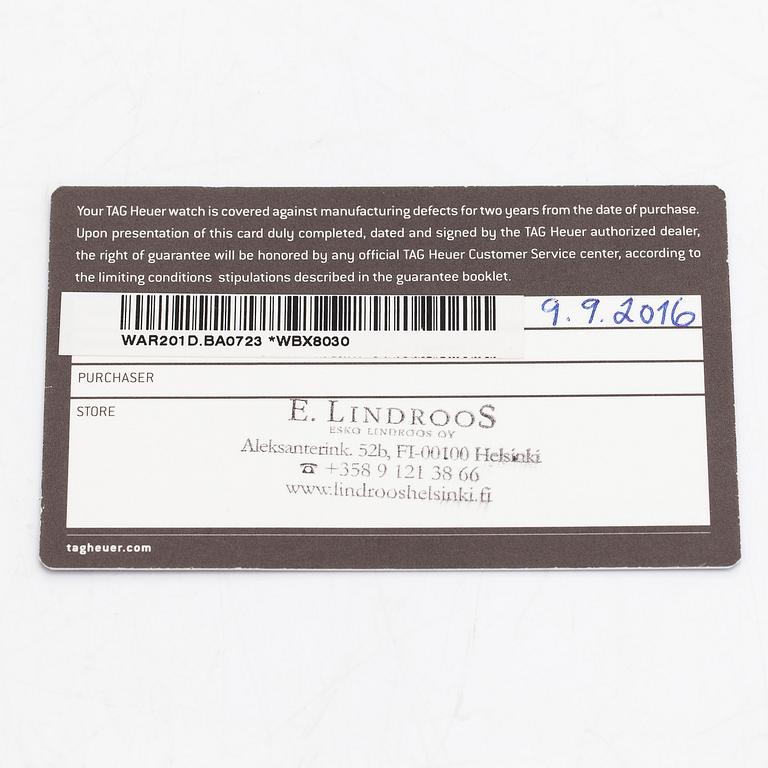 Your TAG Heuer watch is covered against manufacturing defects for two years from the date of purchase.
Upon presentation of this card duly completed, dated and signed by the TAG Heuer authorized dealer,
the right of guarantee will be honored by any official TAG Heuer Customer Service center, according to
the limiting conditions stipulations described in the guarantee booklet.
9.9.2016
WAR201D.BA0723 *WBX8030
PURCHASER
STORE
E. LINDROOS
ESKO LINDROOS OY
Aleksanterink. 52b, FI-00100 Helsinki
☎ +358 9 121 38 66
www.lindrooshelsinki.fi
tagheuer.com